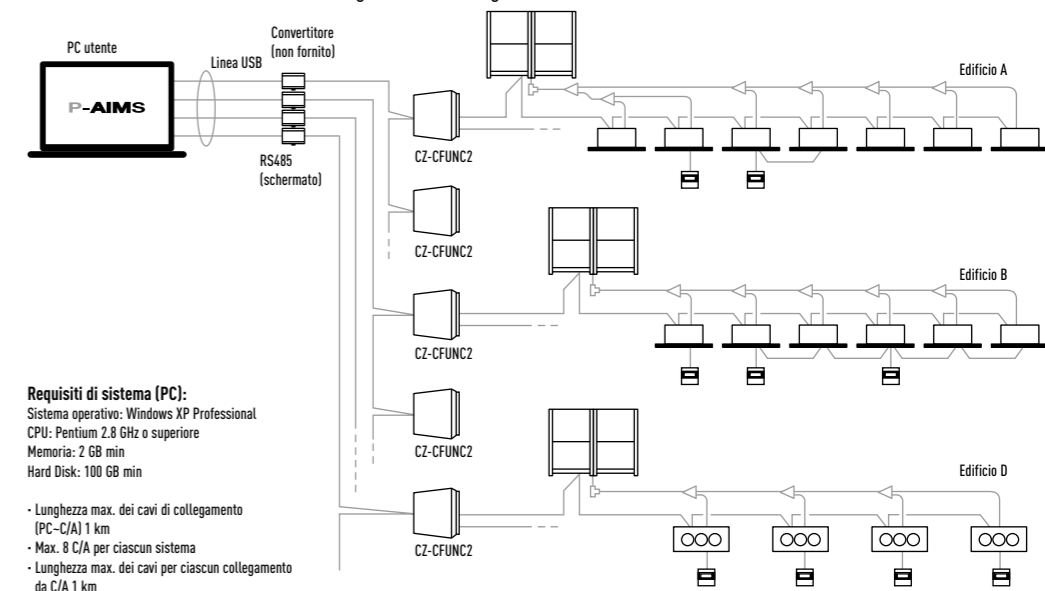 PC utente
P-AIMS
Linea USB
Convertitore
(non fornito)
RS485
(schermato)
CZ-CFUNC2
Edificio A
CZ-CFUNC2
CZ-CFUNC2
Edificio B
CZ-CFUNC2
CZ-CFUNC2
Edificio D
Requisiti di sistema (PC):
Sistema operativo: Windows XP Professional
CPU: Pentium 2.8 GHz o superiore
Memoria: 2 GB min
Hard Disk: 100 GB min
· Lunghezza max. dei cavi di collegamento
(PC~C/A) 1 km
· Max. 8 C/A per ciascun sistema
· Lunghezza max. dei cavi per ciascun collegamento
da C/A 1 km